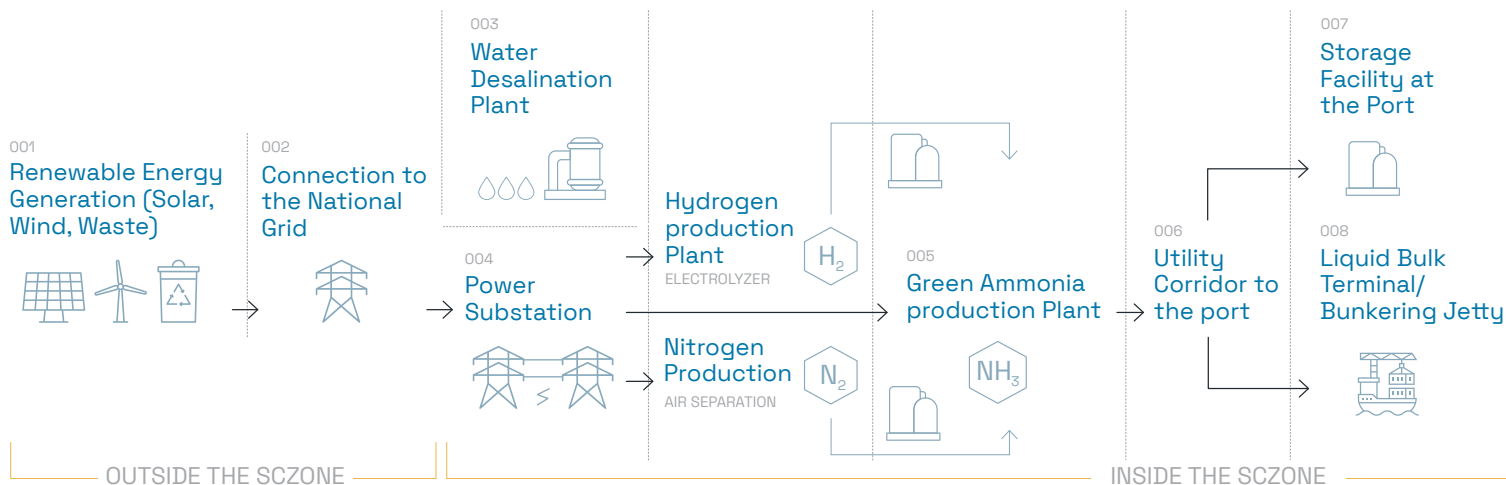 001
Renewable Energy
Generation (Solar,
Wind, Waste)
002
Connection to
the National
Grid
003
Water
Desalination
Plant
004
Power
Substation
Hydrogen
production
Plant
ELECTROLYZER
H2
Nitrogen
Production
AIR SEPARATION
N2
005
Green Ammonia
production Plant
NH3
006
Utility
Corridor to
the port
007
Storage
Facility at
the Port
008
Liquid Bulk
Terminal/
Bunkering Jetty
OUTSIDE THE SCZONE
INSIDE THE SCZONE